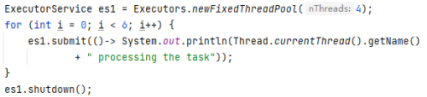 ExecutorService es1 = Executors.newFixedThreadPool( nThreads: 4);
for (int i = 0; i < 6; i++) {
    es1.submit(()-> System.out.println(Thread.currentThread().getName()
            + " processing the task"));
}
es1.shutdown();